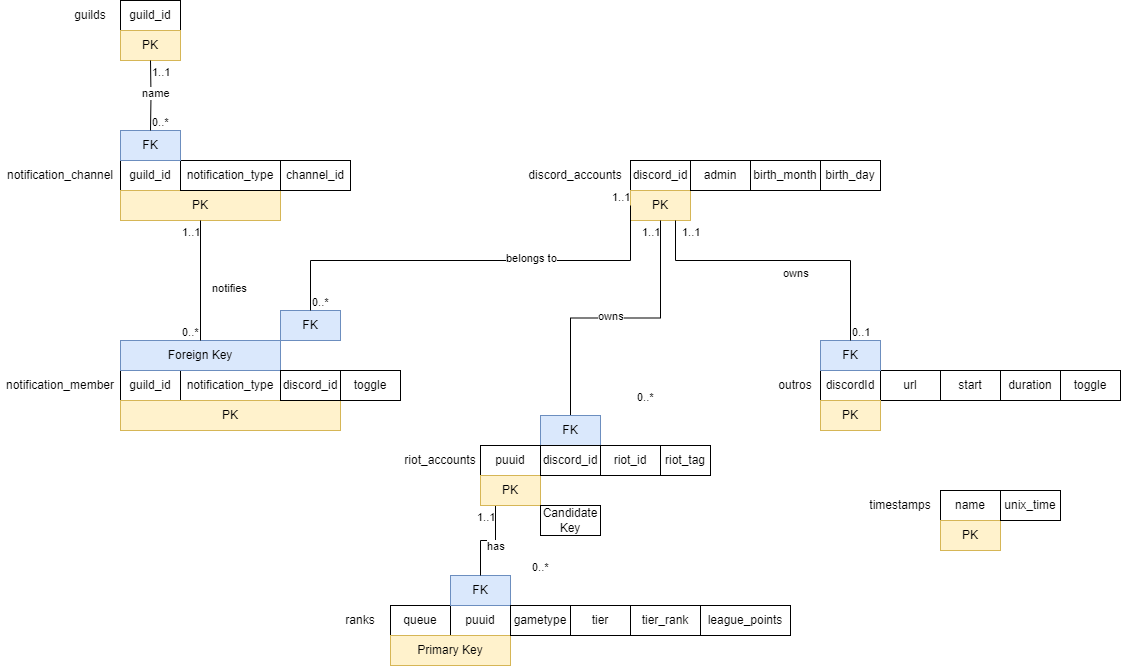 guilds
guild_id
PK
1..1
name
0..*
FK
notification_channel
guild_id
notification_type
channel_id
PK
1..1
notifies
0..*
Foreign Key
notification_member
guild_id
notification_type
discord_id
toggle
PK
FK
0..*
belongs to
discord_accounts
discord_id
admin
birth_month
birth_day
PK
1..1
1..1
1..1
owns
owns
0..1
FK
outros
discordId
url
start
duration
toggle
PK
0..*
FK
riot_accounts
puuid
discord_id
riot_id
riot_tag
PK
Candidate
Key
1..1
has
0..*
FK
ranks
queue
puuid
gametype
tier
tier_rank
league_points
Primary Key
timestamps
name
unix_time
PK